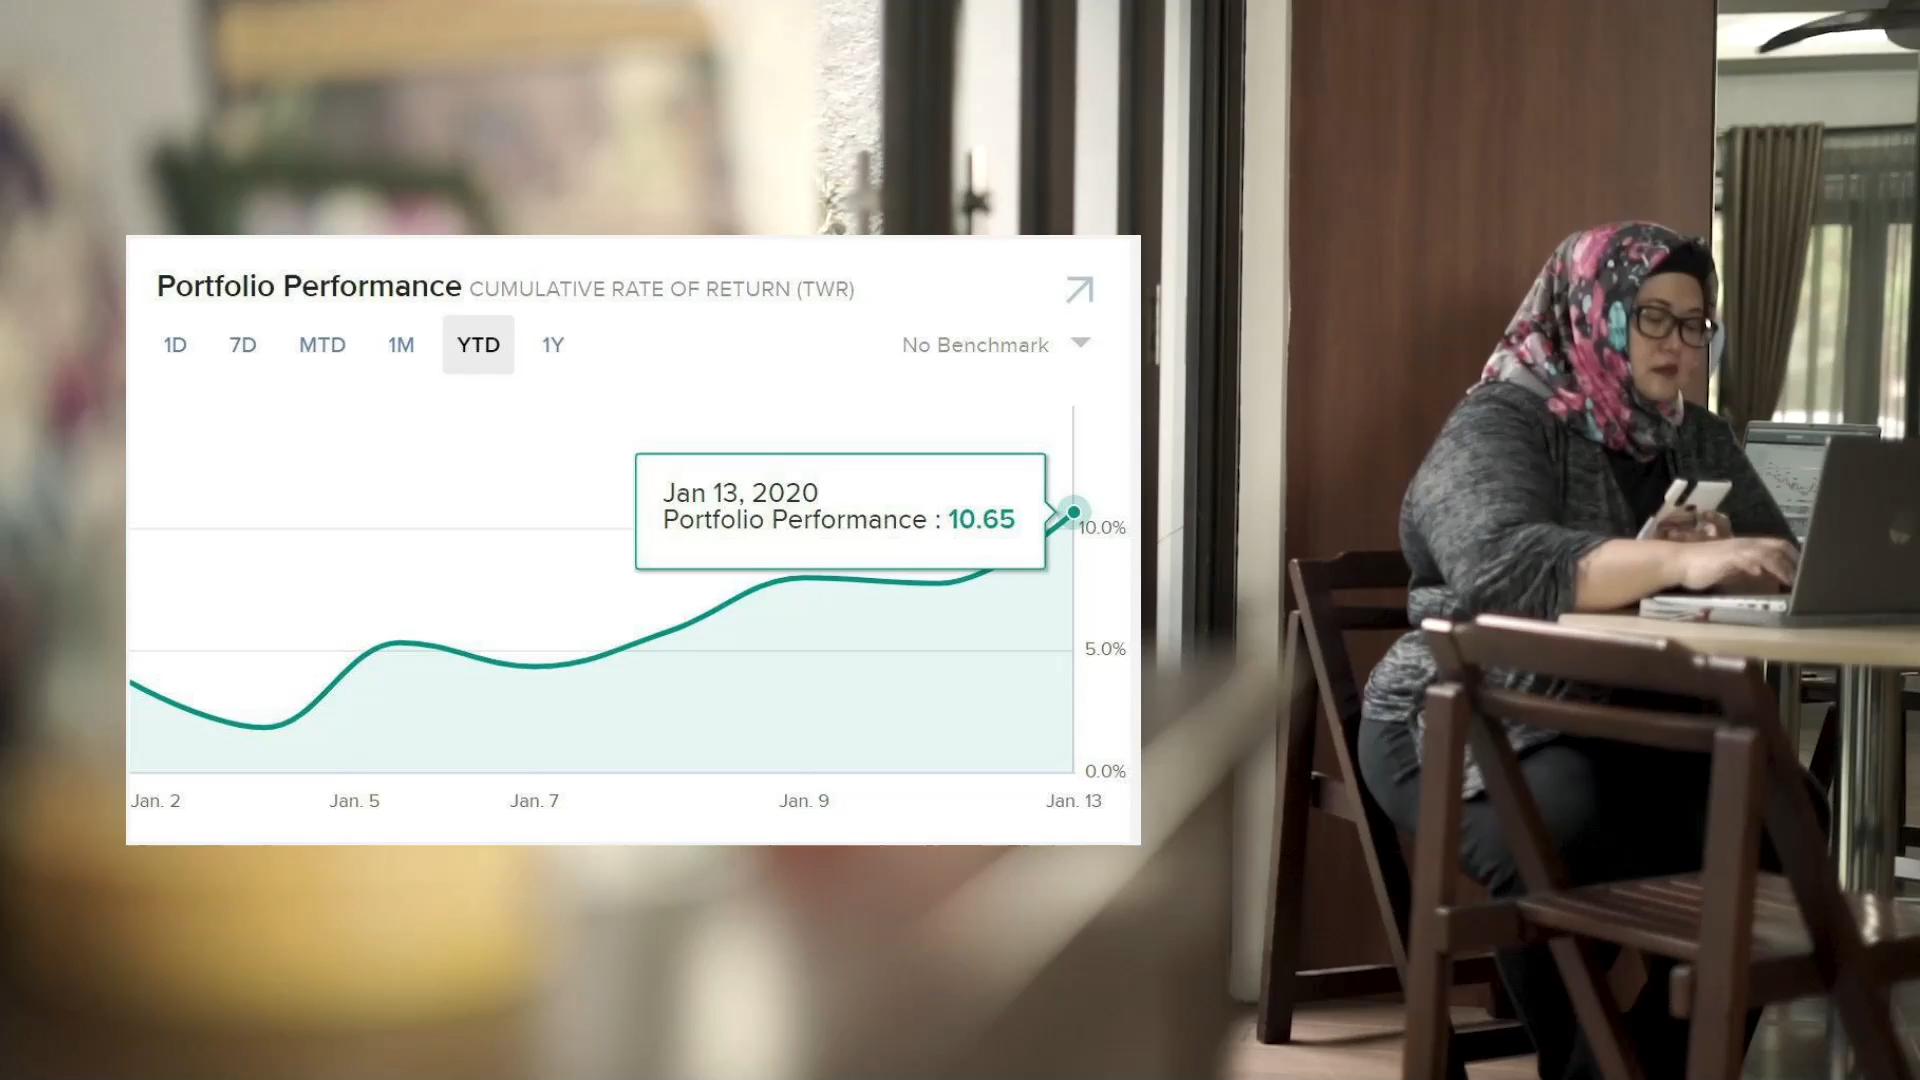 Portfolio Performance CUMULATIVE RATE OF RETURN (TWR)
1D 7D MTD 1M YTD 1Y No Benchmark
Jan 13, 2020
Portfolio Performance : 10.65
10.0%
5.0%
0.0%
Jan. 2 Jan. 5 Jan. 7 Jan. 9 Jan. 13